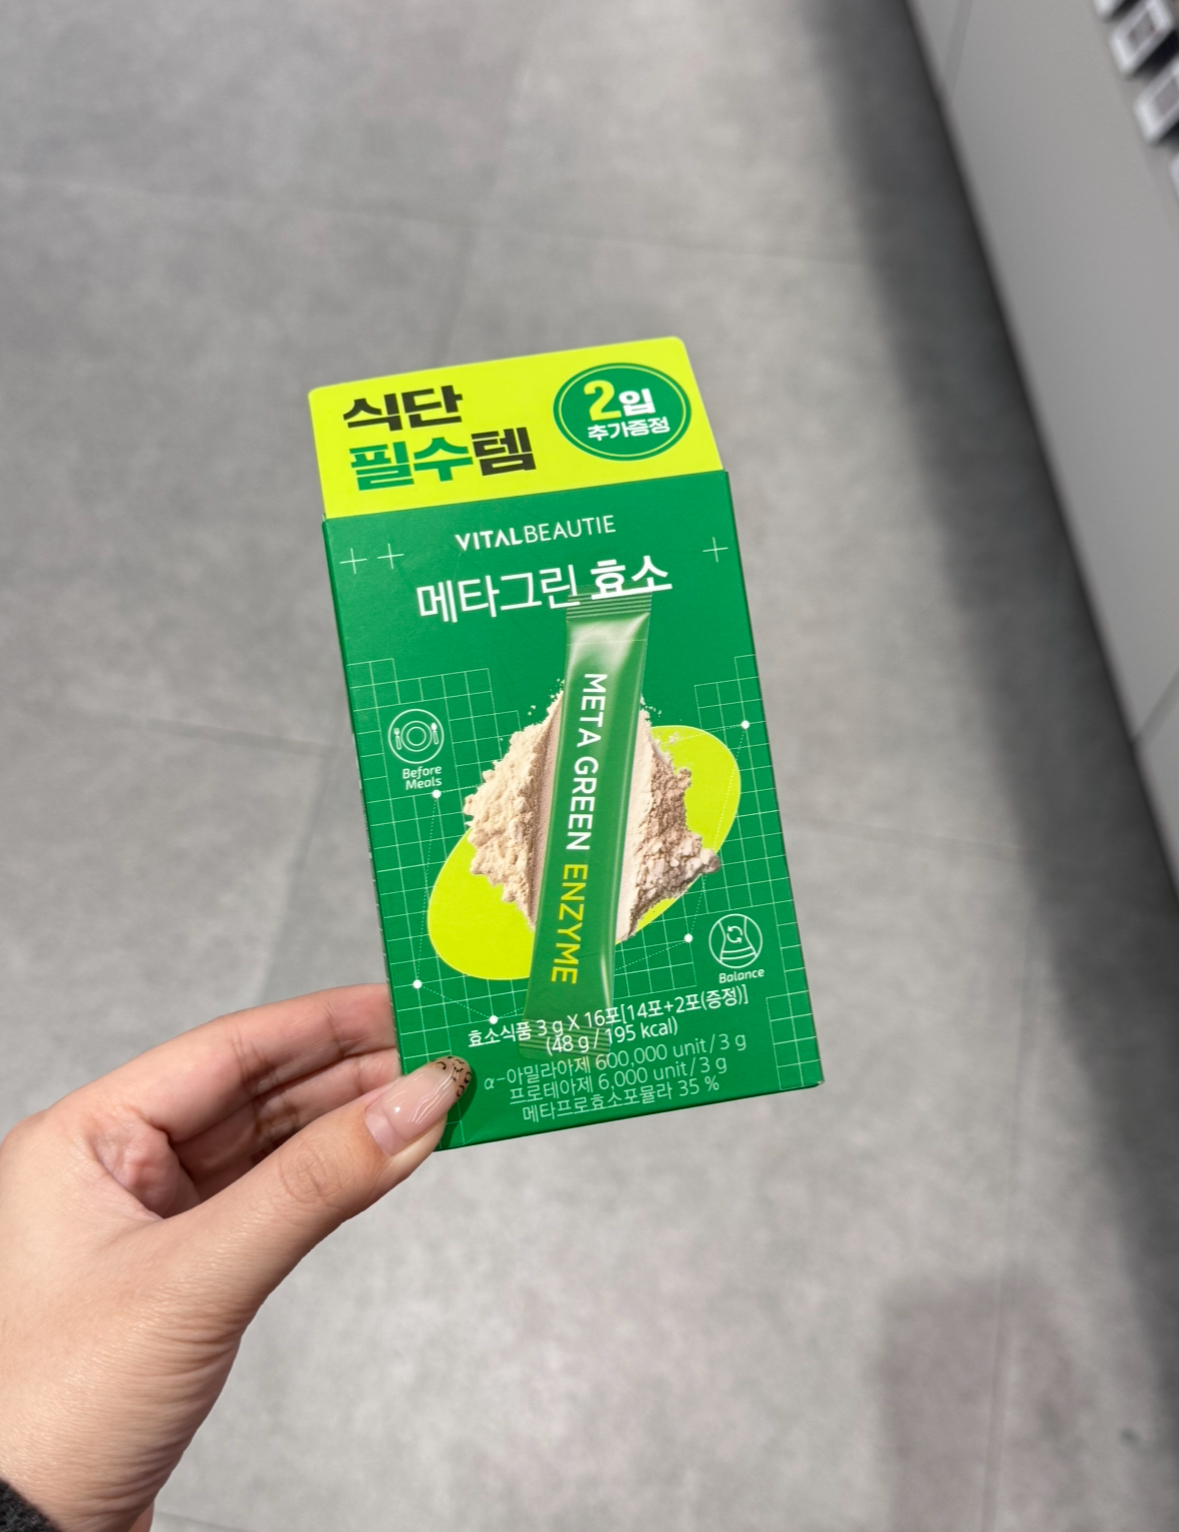 식단
필수템
2입
추가증정
VITALBEAUTIE
메타그린 효소
META GREEN ENZYME
Before
Meals
Balance
효소식품 3 g X 16포[14포+2포(증정)]
(48 g / 195 kcal)
α-아밀라아제 600,000 unit/3 g
프로테아제 6,000 unit/3 g
메타프로효소포뮬라 35 %